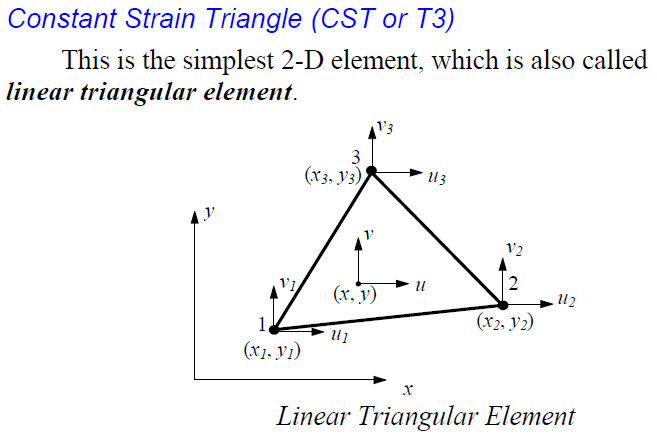 Constant Strain Triangle (CST or T3)
This is the simplest 2-D element, which is also called
linear triangular element.
v3
3
(x3, y3)
u3
y
v
v2
v1
u
2
(x, y)
u2
1
u1
(x2, y2)
(x1, y1)
x
Linear Triangular Element